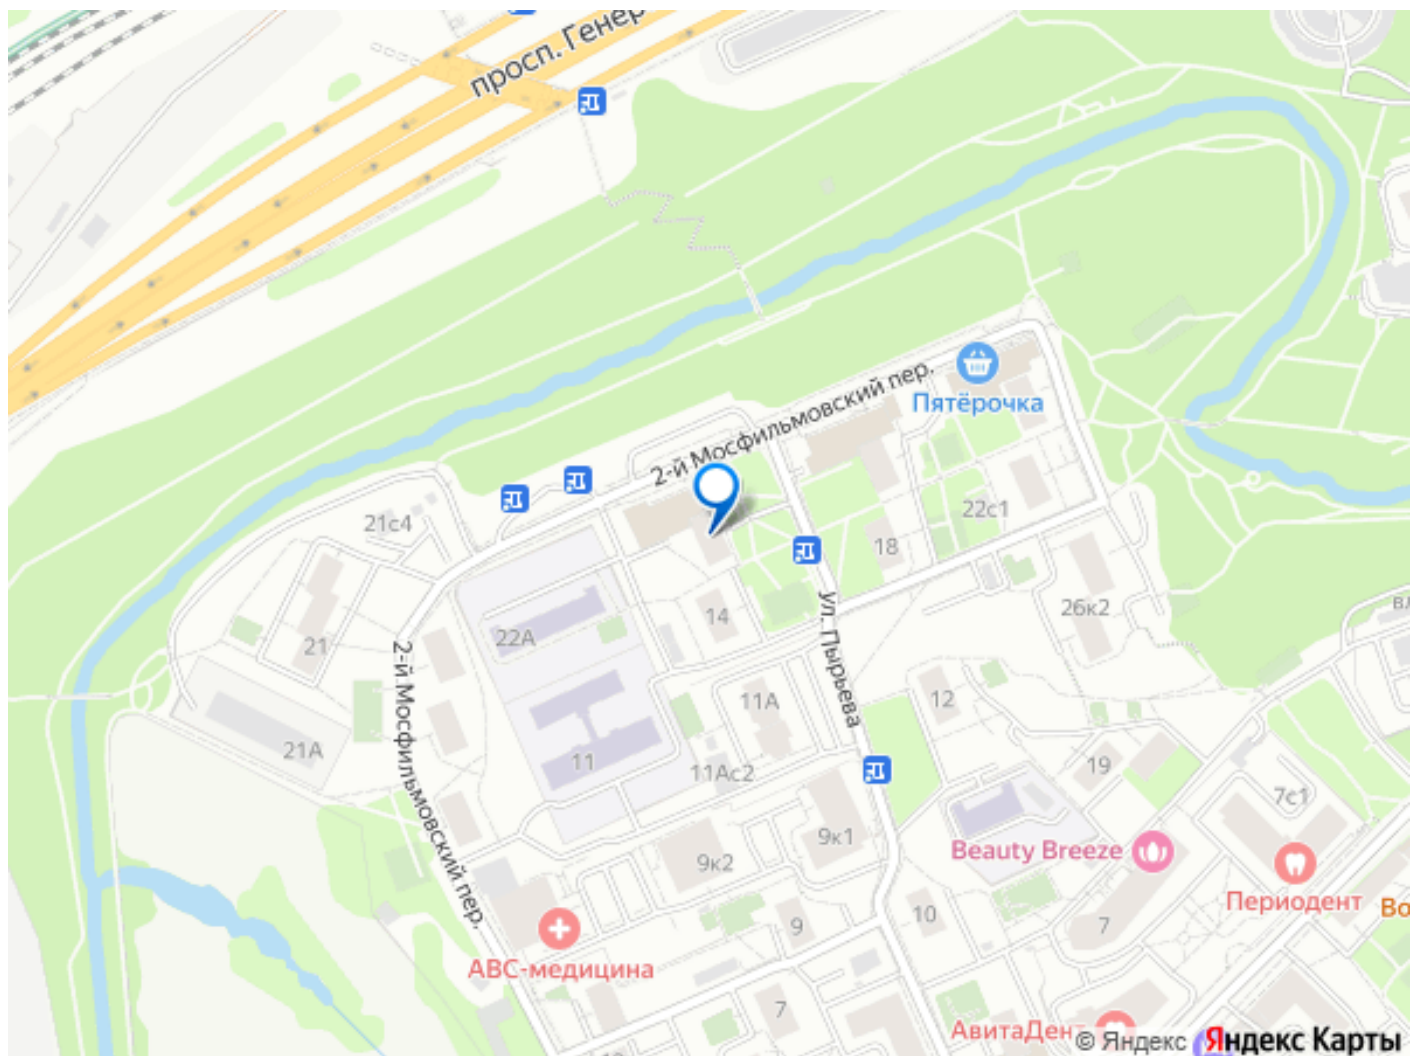 просп. Генер
2-й Мосфильмовский пер.
Пятёрочка
21с4
22с1
18
26к2
14
22А
21
ул. Пырьева
2-й Мосфильмовский пер.
11А
12
21А
11
11Ас2
19
7с1
9к1
Beauty Breeze
9к2
Периодент
Во
10
9
7
АВС-медицина
7
АвитаДент
© Яндекс Яндекс Карты